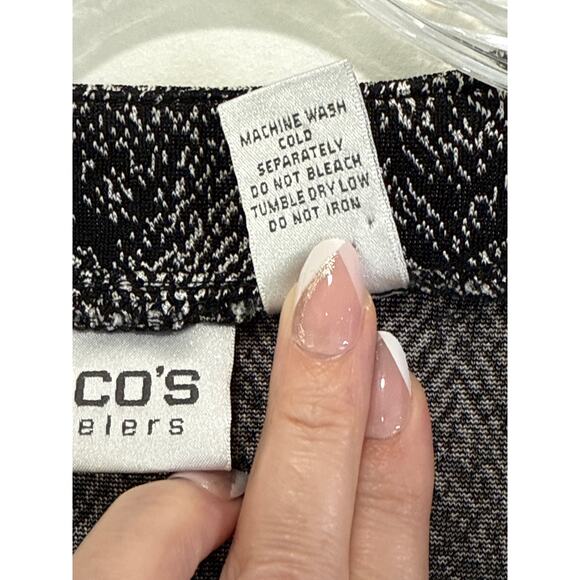 MACHINE WASH
COLD
SEPARATELY
DO NOT BLEACH
TUMBLE DRY LOW
DO NOT IRON
CO'S
elers